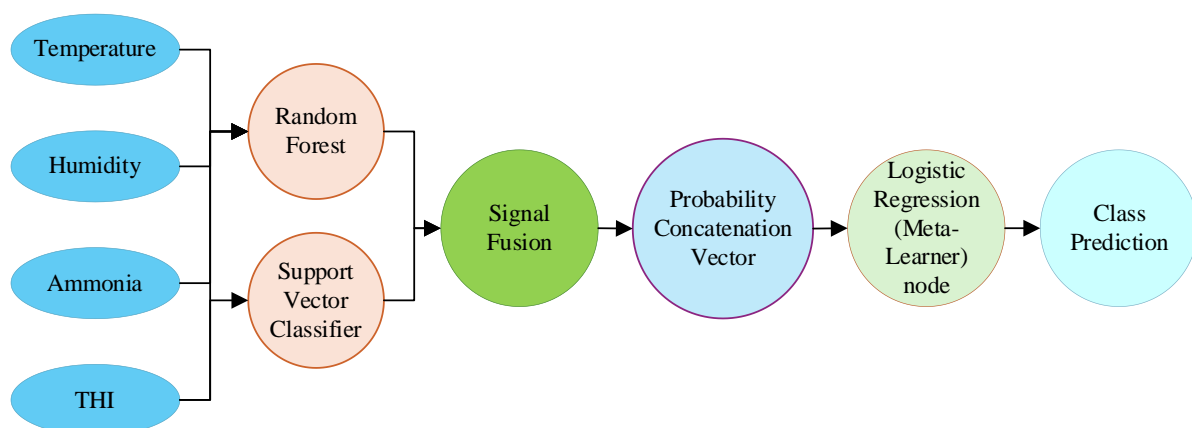 Temperature
Humidity
Ammonia
THI
Random
Forest
Support
Vector
Classifier
Signal
Fusion
Probability
Concatenation
Vector
Logistic
Regression
(Meta-
Learner)
node
Class
Prediction